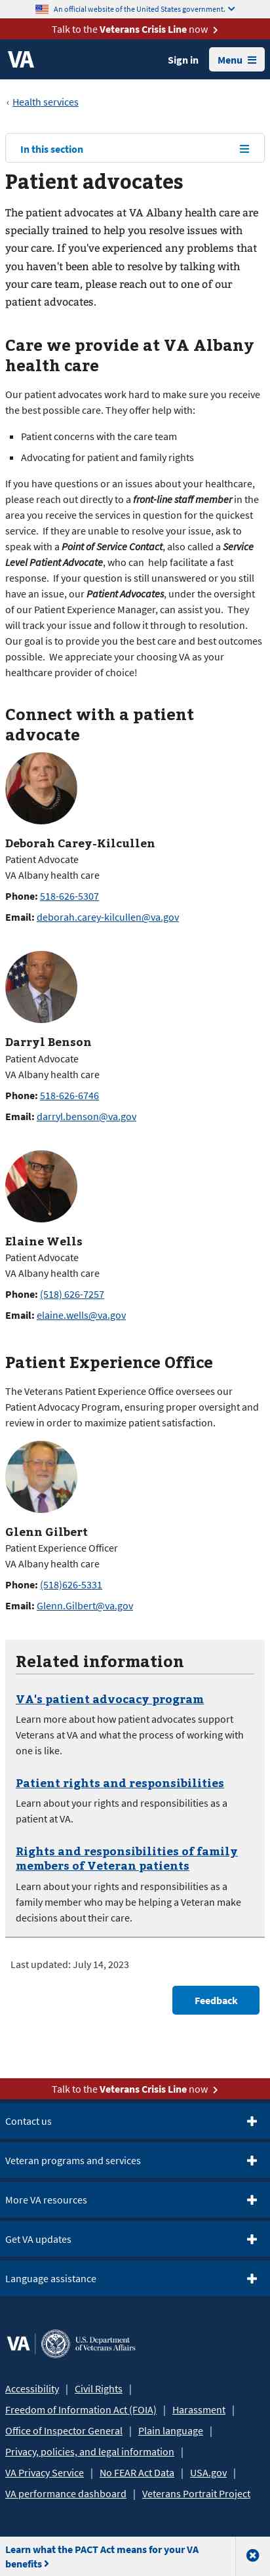 An official website of the United States government.
Talk to the Veterans Crisis Line now
VA
Sign in
Menu
‹ Health services
In this section
Patient advocates
The patient advocates at VA Albany health care are
specially trained to help you resolve issues with
your care. If you've experienced any problems that
you haven't been able to resolve by talking with
your care team, please reach out to one of our
patient advocates.
Care we provide at VA Albany
health care
Our patient advocates work hard to make sure you receive
the best possible care. They offer help with:
▪ Patient concerns with the care team
▪ Advocating for patient and family rights
If you have questions or an issues about your healthcare,
please reach out directly to a front-line staff member in the
area you receive the services in question for the quickest
service.  If they are unable to resolve your issue, ask to
speak with a Point of Service Contact, also called a Service
Level Patient Advocate, who can  help facilitate a fast
response.  If your question is still unanswered or you still
have an issue, our Patient Advocates, under the oversight
of our Patient Experience Manager, can assist you.  They
will track your issue and follow it through to resolution.
Our goal is to provide you the best care and best outcomes
possible.  We appreciate your choosing VA as your
healthcare provider of choice!
Connect with a patient
advocate
Deborah Carey-Kilcullen
Patient Advocate
VA Albany health care
Phone: 518-626-5307
Email: deborah.carey-kilcullen@va.gov
Darryl Benson
Patient Advocate
VA Albany health care
Phone: 518-626-6746
Email: darryl.benson@va.gov
Elaine Wells
Patient Advocate
VA Albany health care
Phone: (518) 626-7257
Email: elaine.wells@va.gov
Patient Experience Office
The Veterans Patient Experience Office oversees our
Patient Advocacy Program, ensuring proper oversight and
review in order to maximize patient satisfaction.
Glenn Gilbert
Patient Experience Officer
VA Albany health care
Phone: (518)626-5331
Email: Glenn.Gilbert@va.gov
Related information
VA's patient advocacy program
Learn more about how patient advocates support
Veterans at VA and what the process of working with
one is like.
Patient rights and responsibilities
Learn about your rights and responsibilities as a
patient at VA.
Rights and responsibilities of family
members of Veteran patients
Learn about your rights and responsibilities as a
family member who may be helping a Veteran make
decisions about their care.
Last updated: July 14, 2023
Feedback
Talk to the Veterans Crisis Line now
Contact us
Veteran programs and services
More VA resources
Get VA updates
Language assistance
VA | U.S. Department
of Veterans Affairs
Accessibility | Civil Rights |
Freedom of Information Act (FOIA) | Harassment |
Office of Inspector General | Plain language |
Privacy, policies, and legal information |
VA Privacy Service | No FEAR Act Data | USA.gov |
VA performance dashboard | Veterans Portrait Project
Learn what the PACT Act means for your VA
benefits